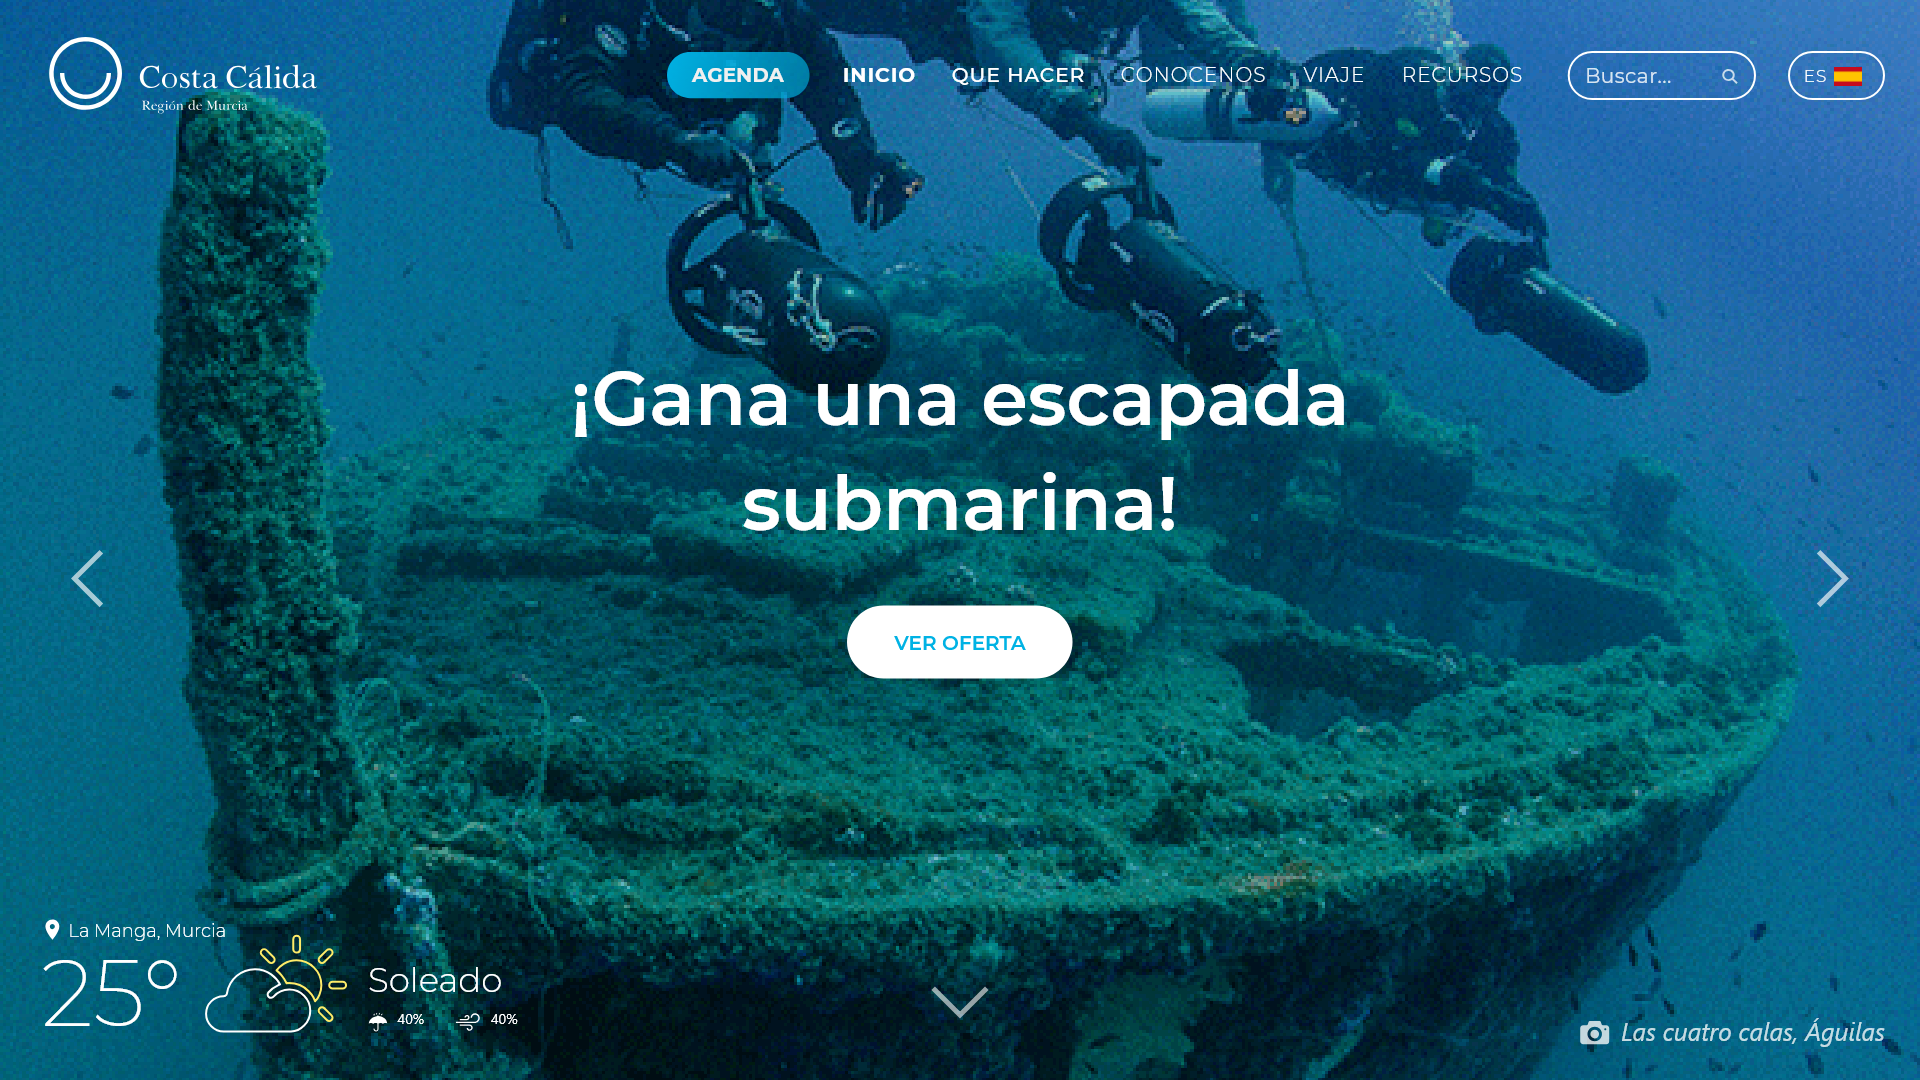 Costa Cálida
Región de Murcia
AGENDA
INICIO
QUE HACER
CONOCENOS
VIAJE
RECURSOS
Buscar...
ES
¡Gana una escapada
submarina!
VER OFERTA
La Manga, Murcia
25°
Soleado
40% 40%
Las cuatro calas, Águilas